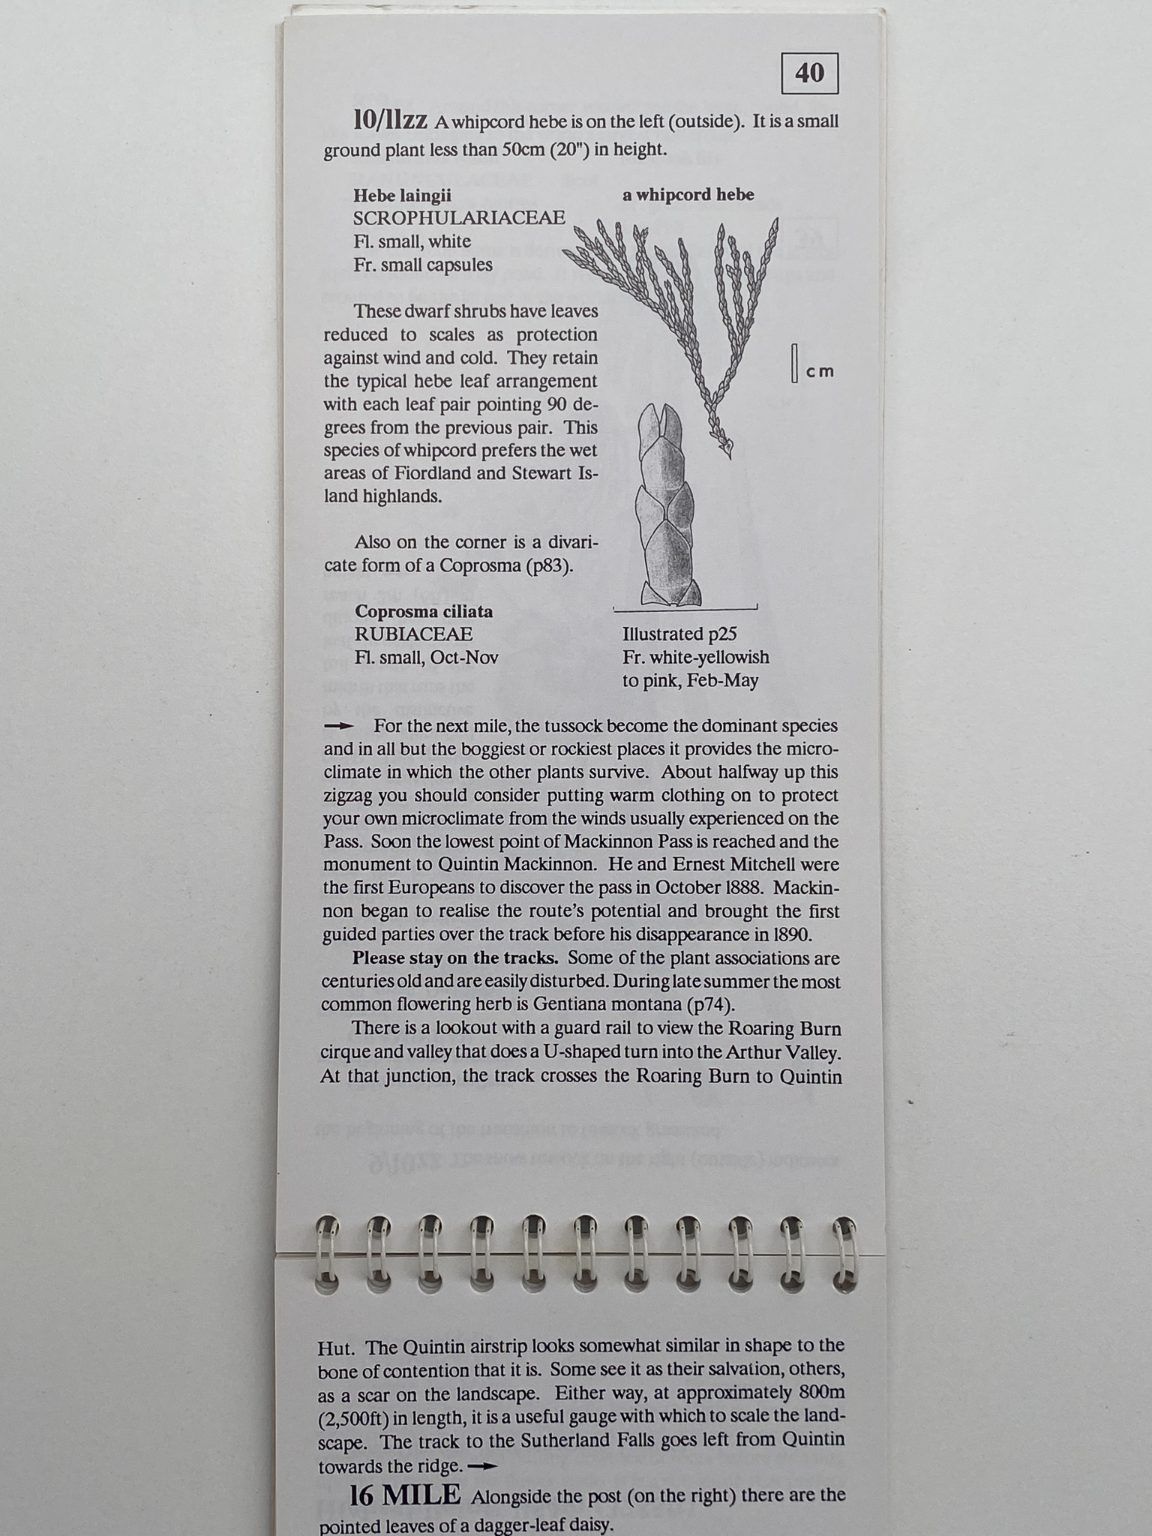 40
10/11zz A whipcord hebe is on the left (outside). It is a small
ground plant less than 50cm (20") in height.
Hebe laingii
a whipcord hebe
SCROPHULARIACEAE
Fl. small, white
Fr. small capsules
These dwarf shrubs have leaves
reduced to scales as protection
against wind and cold. They retain
the typical hebe leaf arrangement
with each leaf pair pointing 90 de-
grees from the previous pair. This
species of whipcord prefers the wet
areas of Fiordland and Stewart Is-
land highlands.
cm
Also on the corner is a divari-
cate form of a Coprosma (p83).
Coprosma ciliata
RUBIACEAE
Fl. small, Oct-Nov
Illustrated p25
Fr. white-yellowish
to pink, Feb-May
→ For the next mile, the tussock become the dominant species
and in all but the boggiest or rockiest places it provides the micro-
climate in which the other plants survive. About halfway up this
zigzag you should consider putting warm clothing on to protect
your own microclimate from the winds usually experienced on the
Pass. Soon the lowest point of Mackinnon Pass is reached and the
monument to Quintin Mackinnon. He and Ernest Mitchell were
the first Europeans to discover the pass in October 1888. Mackin-
non began to realise the route's potential and brought the first
guided parties over the track before his disappearance in 1890.
Please stay on the tracks. Some of the plant associations are
centuries old and are easily disturbed. During late summer the most
common flowering herb is Gentiana montana (p74).
There is a lookout with a guard rail to view the Roaring Burn
cirque and valley that does a U-shaped turn into the Arthur Valley.
At that junction, the track crosses the Roaring Burn to Quintin
Hut. The Quintin airstrip looks somewhat similar in shape to the
bone of contention that it is. Some see it as their salvation, others,
as a scar on the landscape. Either way, at approximately 800m
(2,500ft) in length, it is a useful gauge with which to scale the land-
scape. The track to the Sutherland Falls goes left from Quintin
towards the ridge. →
16 MILE Alongside the post (on the right) there are the
pointed leaves of a dagger-leaf daisy.